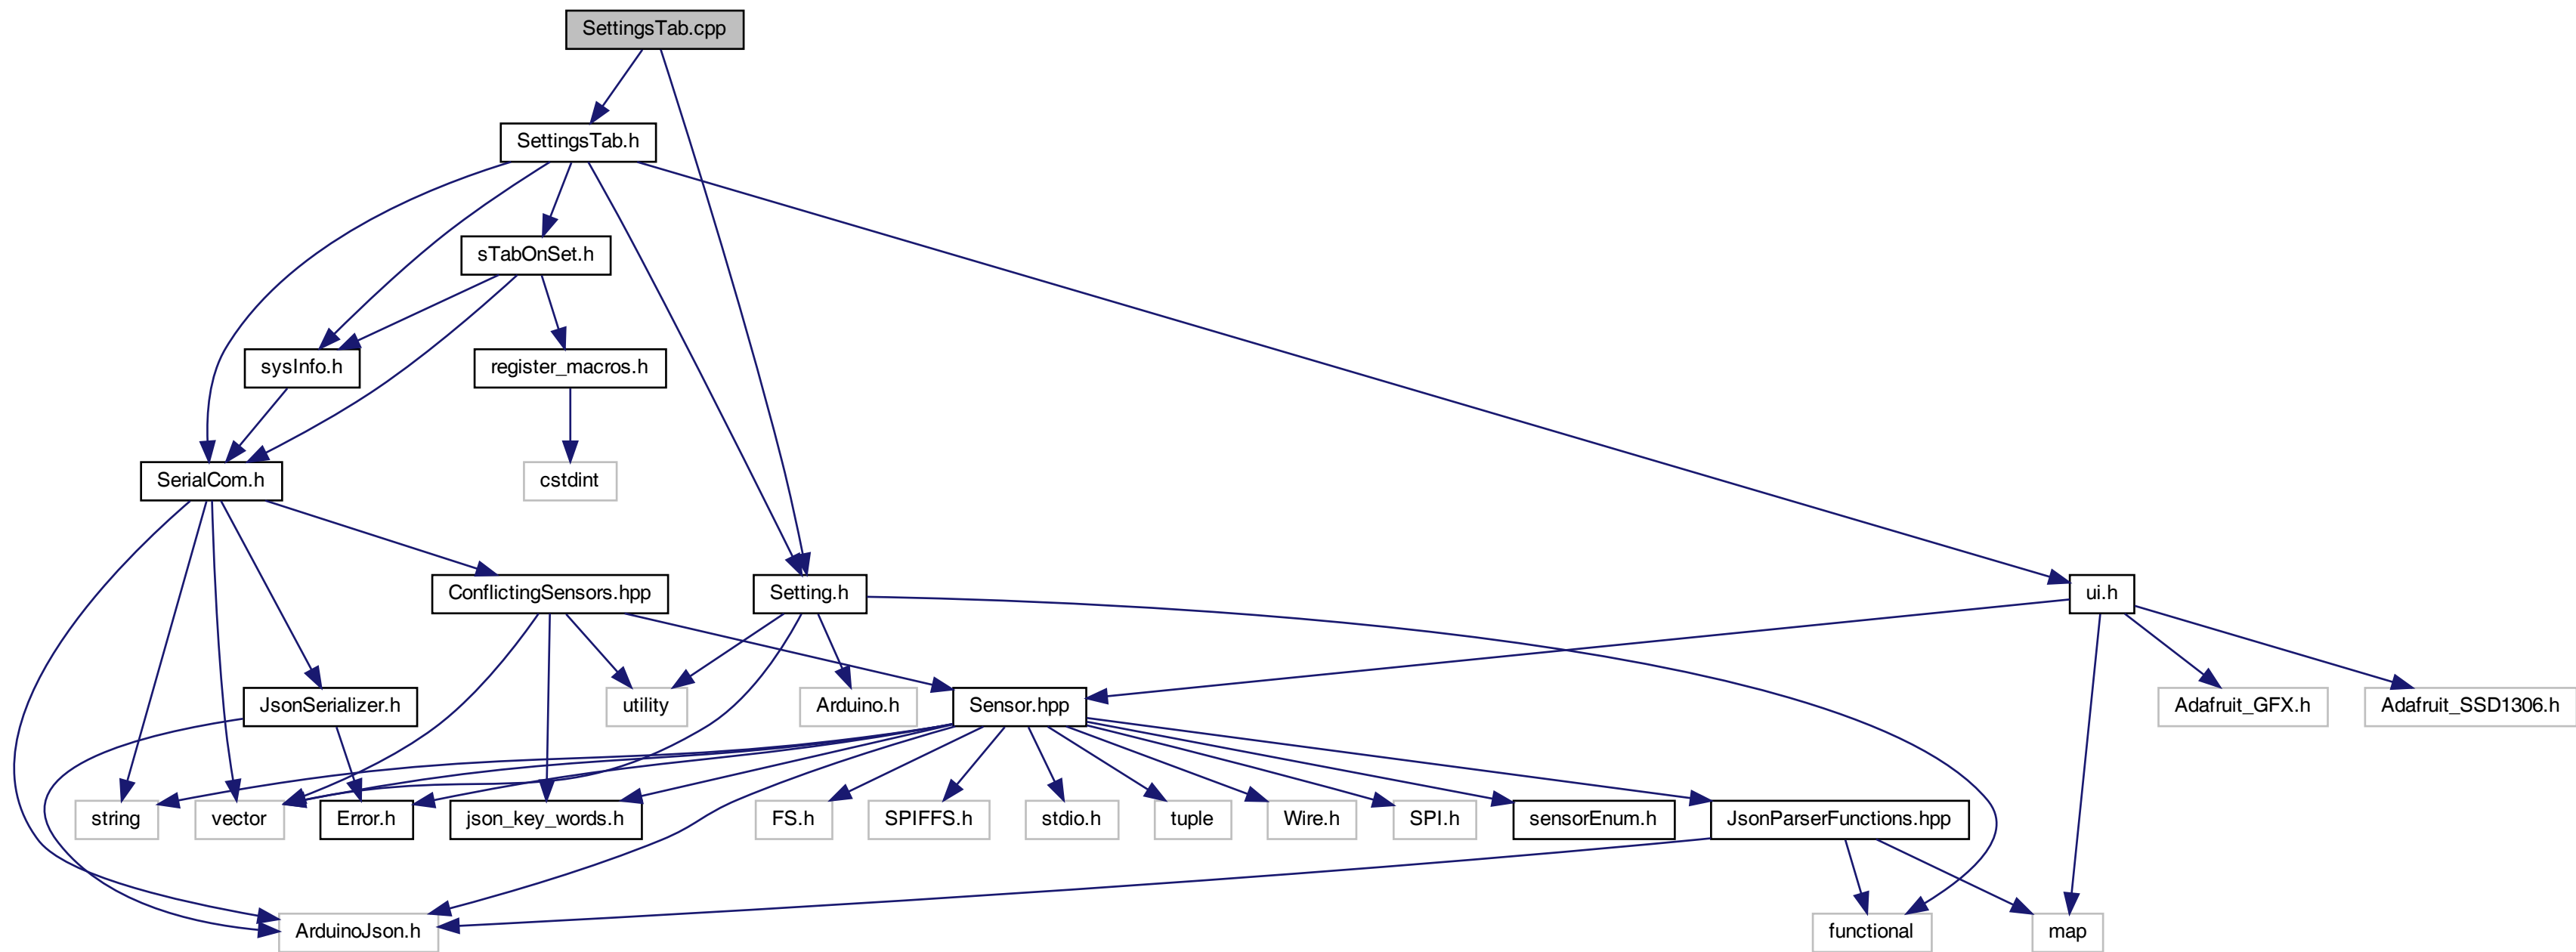 SettingsTab.cpp
SettingsTab.h
sTabOnSet.h
sysInfo.h
register_macros.h
SerialCom.h
cstdint
ConflictingSensors.hpp
Setting.h
ui.h
JsonSerializer.h
utility
Arduino.h
Sensor.hpp
Adafruit_GFX.h
Adafruit_SSD1306.h
string
vector
Error.h
json_key_words.h
FS.h
SPIFFS.h
stdio.h
tuple
Wire.h
SPI.h
sensorEnum.h
JsonParserFunctions.hpp
ArduinoJson.h
functional
map